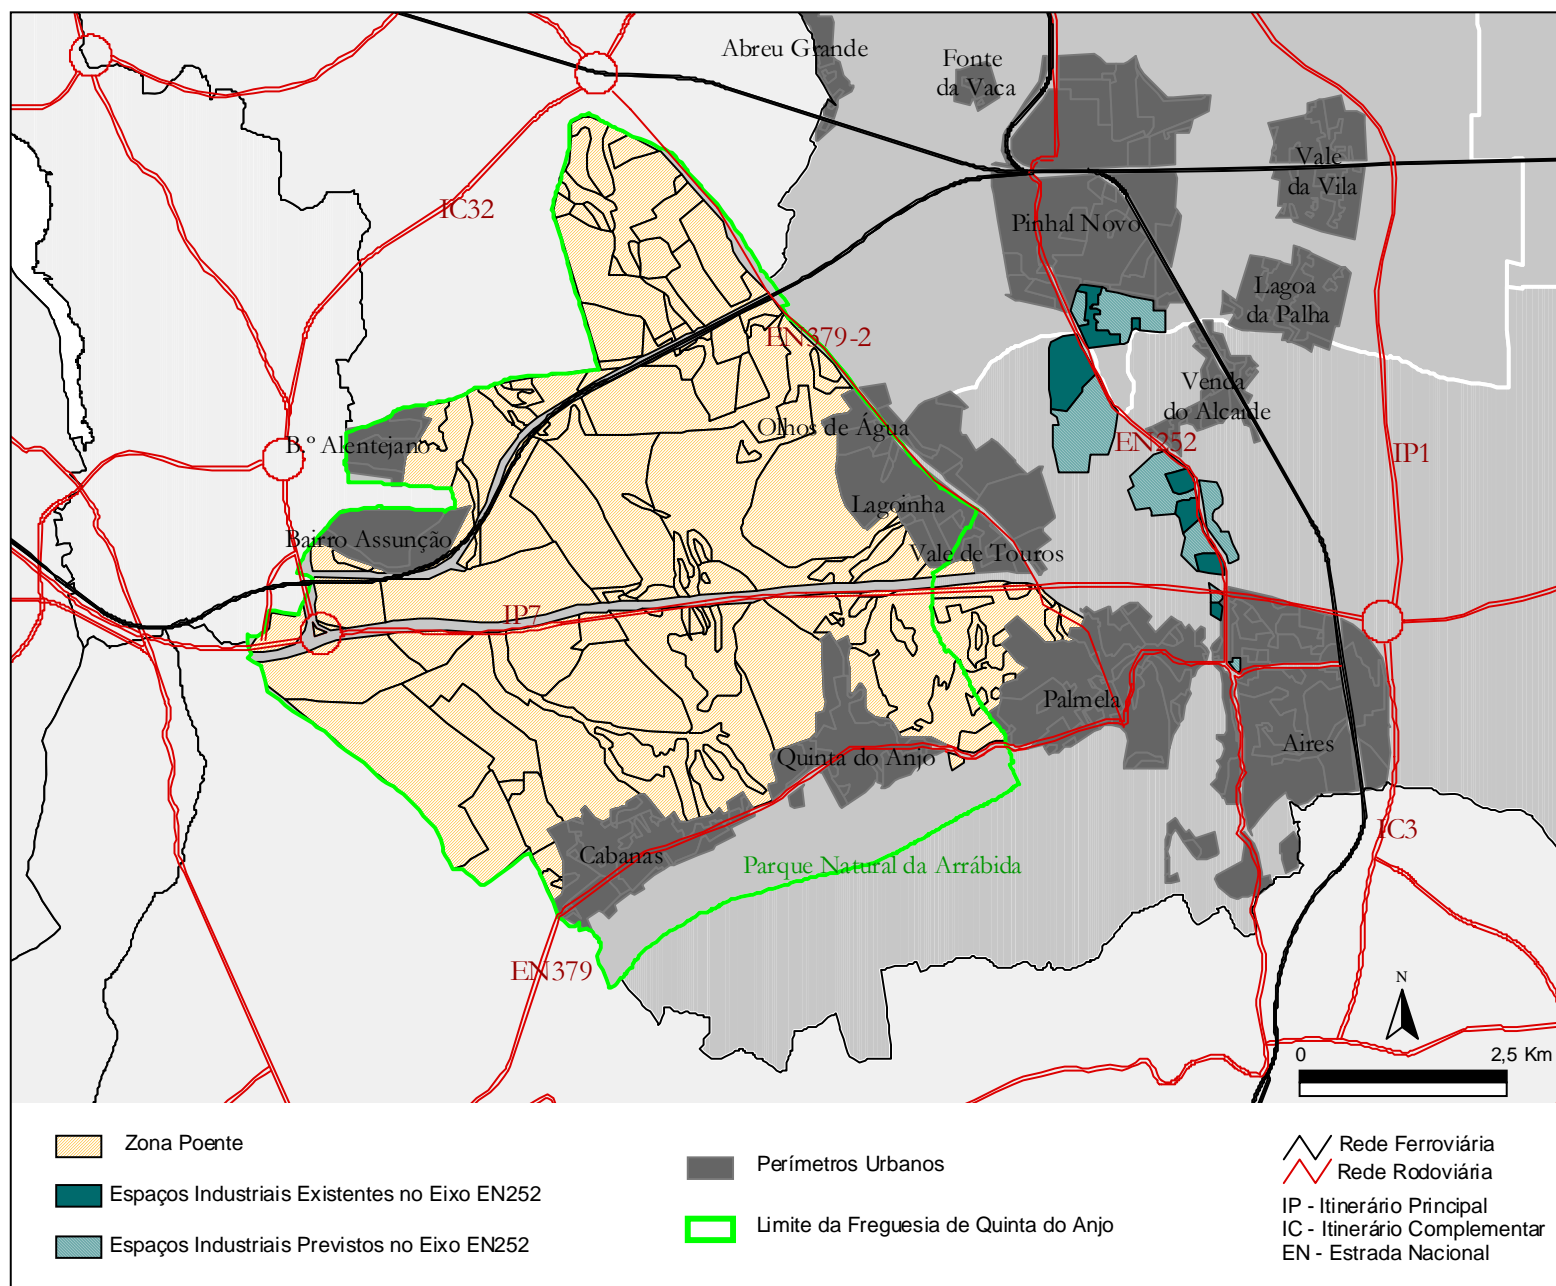 Abreu Grande
Fonte
da Vaca
Vale
da Vila
IC32
Pinhal Novo
Lagoa
da Palha
EN379-2
Venda
do Alcaide
Olhos de Água
B.º Alentejano
EN252
IP1
Lagoinha
Bairro Assunção
Vale de Touros
IP7
Palmela
Aires
Quinta do Anjo
IC3
Cabanas
Parque Natural da Arrábida
EN379
N
0 2,5 Km
Zona Poente
Espaços Industriais Existentes no Eixo EN252
Espaços Industriais Previstos no Eixo EN252
Perímetros Urbanos
Limite da Freguesia de Quinta do Anjo
Rede Ferroviária
Rede Rodoviária
IP - Itinerário Principal
IC - Itinerário Complementar
EN - Estrada Nacional